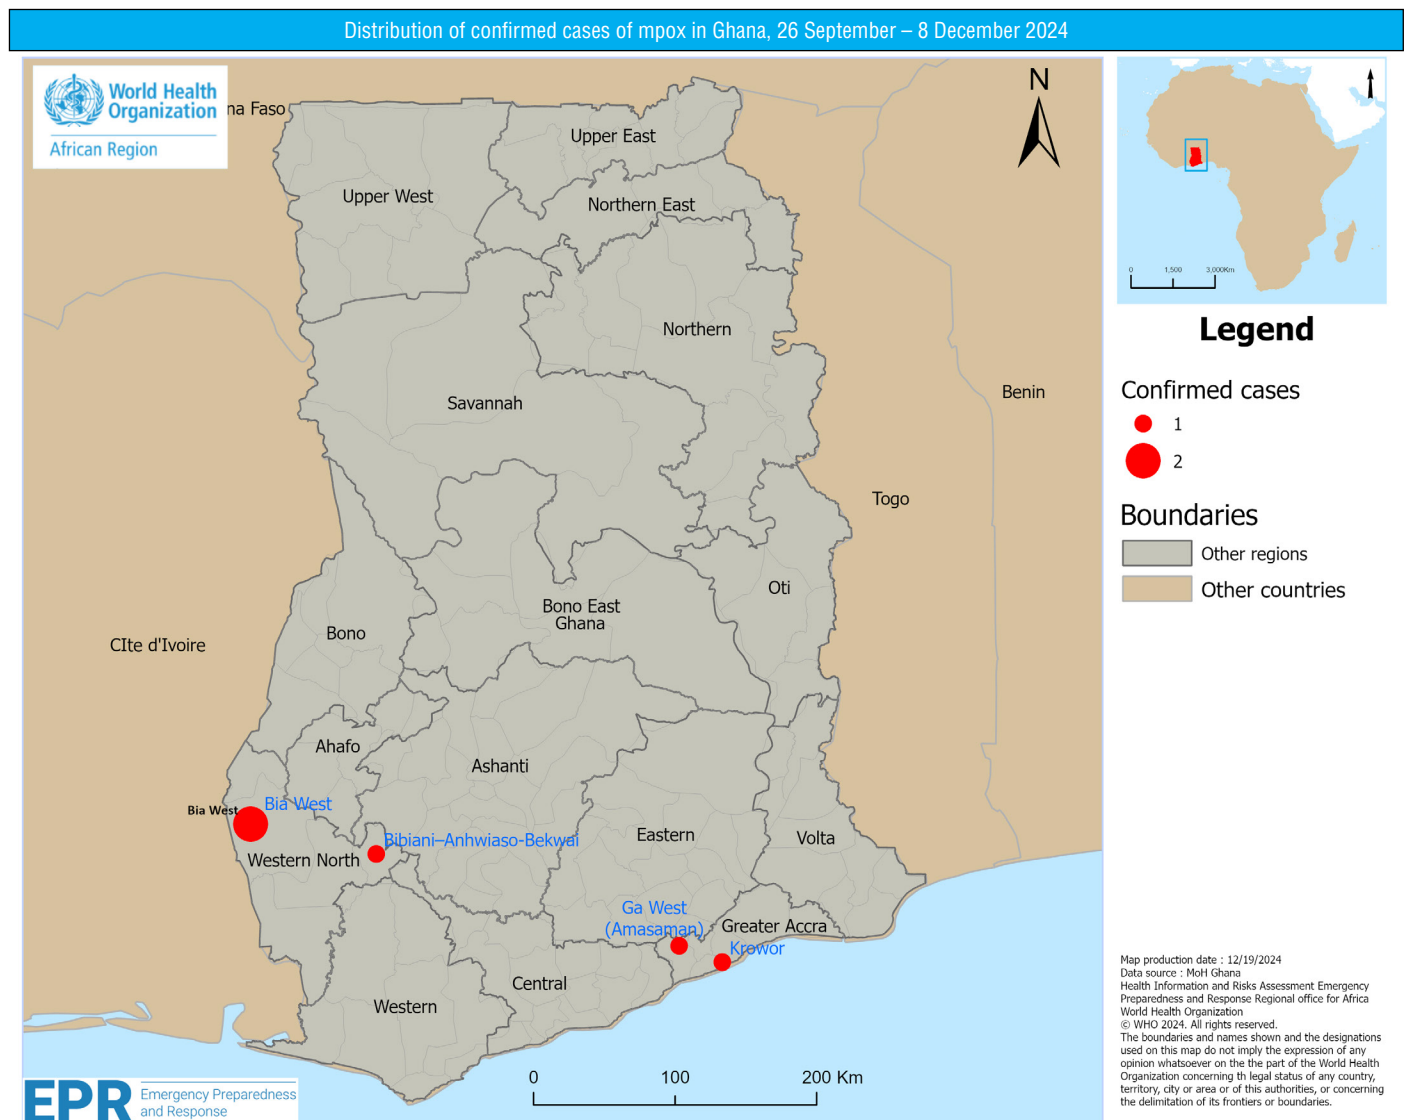 Distribution of confirmed cases of mpox in Ghana, 26 September – 8 December 2024
World Health
Organization
African Region
na Faso
Upper East
Upper West
Northern East
Northern
Savannah
Benin
Togo
Oti
Bono East
Ghana
Bono
CIte d'Ivoire
Ahafo
Ashanti
Bia West
Bia West
Bibiani–Anhwiaso-Bekwai
Western North
Eastern
Volta
Ga West
(Amasaman)
Greater Accra
Krowor
Central
Western
0 100 200 Km
EPR
Emergency Preparedness
and Response
N
0 1,500 3,000Km
Legend
Confirmed cases
1
2
Boundaries
Other regions
Other countries
Map production date : 12/19/2024
Data source : MoH Ghana
Health Information and Risks Assessment Emergency
Preparedness and Response Regional office for Africa
World Health Organization
© WHO 2024. All rights reserved.
The boundaries and names shown and the designations
used on this map do not imply the expression of any
opinion whatsoever on the the part of the World Health
Organization concerning th legal status of any country,
territory, city or area or of this authorities, or concerning
the delimitation of its frontiers or boundaries.